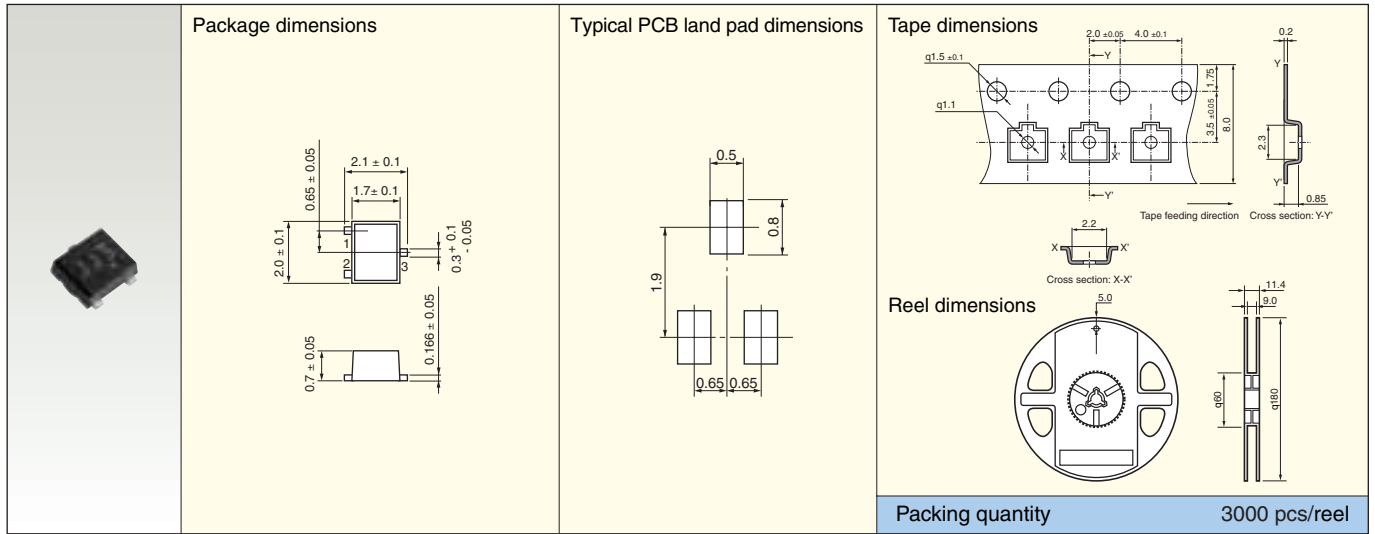 Package dimensions
2.1 ± 0.1
1.7± 0.1
0.65 ± 0.05
2.0 ± 0.1
1
2
3
0.3 + 0.1
- 0.05
0.166 ± 0.05
0.7 ± 0.05
Typical PCB land pad dimensions
0.5
0.8
1.9
0.65
0.65
Tape dimensions
2.0 ±0.05
4.0 ±0.1
0.2
q1.5 ±0.1
Y
Y
1.75
q1.1
3.5 ±0.05
8.0
2.3
X
X'
Y'
Y'
0.85
Tape feeding direction
Cross section: Y-Y'
2.2
X
X'
Cross section: X-X'
Reel dimensions
5.0
11.4
9.0
q60
q180
Packing quantity 3000 pcs/reel